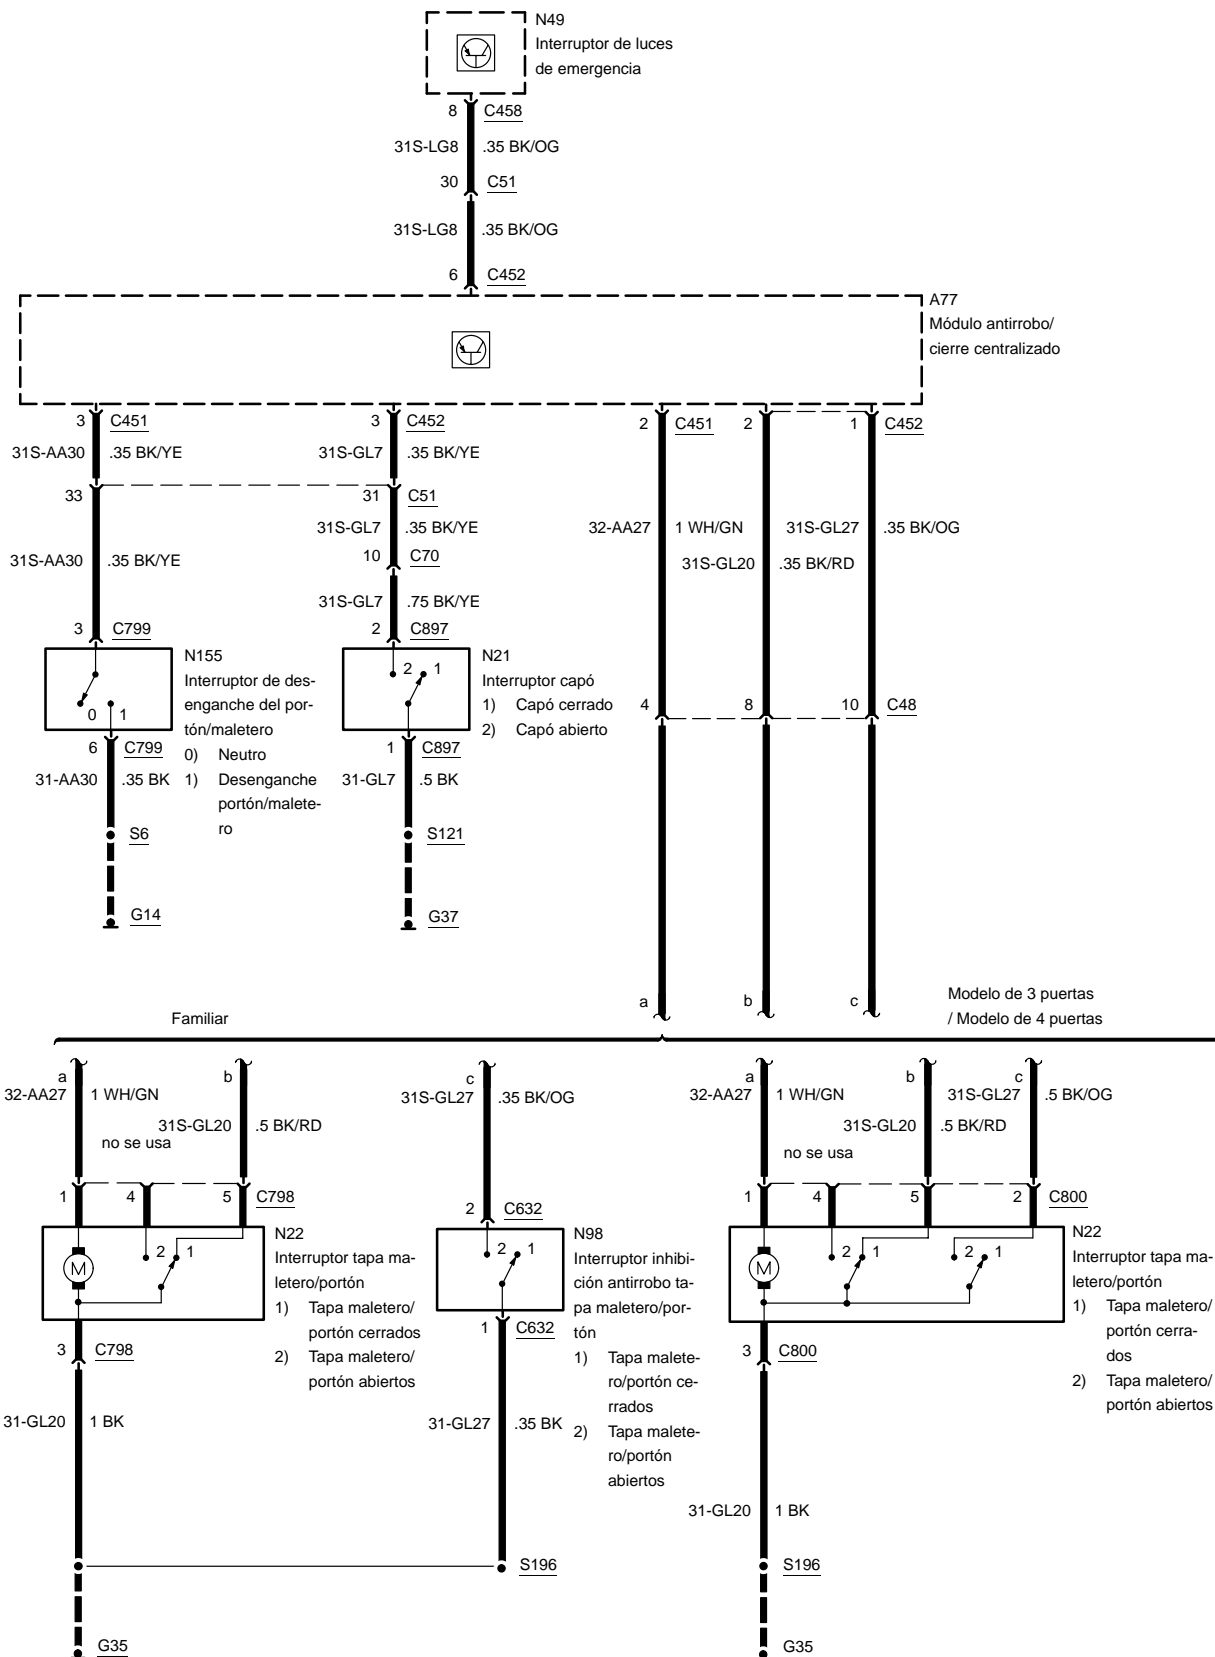 N49
Interruptor de luces
de emergencia
8 C458
31S-LG8 .35 BK/OG
30 C51
31S-LG8 .35 BK/OG
6 C452
A77
Módulo antirrobo/
cierre centralizado
3 C451 3 C452 2 C451 2 1 C452
31S-AA30 .35 BK/YE 31S-GL7 .35 BK/YE
33 31 C51
31S-GL7 .35 BK/YE 32-AA27 1 WH/GN 31S-GL27 .35 BK/OG
31S-AA30 .35 BK/YE 10 C70 31S-GL20 .35 BK/RD
31S-GL7 .75 BK/YE
3 C799 2 C897
N155
Interruptor de des-
enganche del por-
tón/maletero
0) Neutro
1) Desenganche
portón/malete-
ro
0 1
2 1
N21
Interruptor capó
1) Capó cerrado
2) Capó abierto
4 8 10 C48
6 C799 1 C897
31-AA30 .35 BK 31-GL7 .5 BK
S6 S121
G14 G37
a b c
Familiar
Modelo de 3 puertas
/ Modelo de 4 puertas
a b c a b c
32-AA27 1 WH/GN 31S-GL27 .35 BK/OG 32-AA27 1 WH/GN 31S-GL27 .5 BK/OG
31S-GL20 .5 BK/RD 31S-GL20 .5 BK/RD
no se usa no se usa
1 4 5 C798 1 4 5 2 C800
2 C632
M 2 1
N22
Interruptor tapa ma-
letero/portón
1) Tapa maletero/
portón cerrados
2) Tapa maletero/
portón abiertos
2 1
N98
Interruptor inhibi-
ción antirrobo ta-
pa maletero/por-
tón
1) Tapa malete-
ro/portón ce-
rrados
2) Tapa malete-
ro/portón
abiertos
M 2 1 2 1
N22
Interruptor tapa ma-
letero/portón
1) Tapa maletero/
portón cerra-
dos
2) Tapa maletero/
portón abiertos
3 C798 1 C632 3 C800
31-GL20 1 BK 31-GL27 .35 BK
31-GL20 1 BK
S196 S196
G35 G35